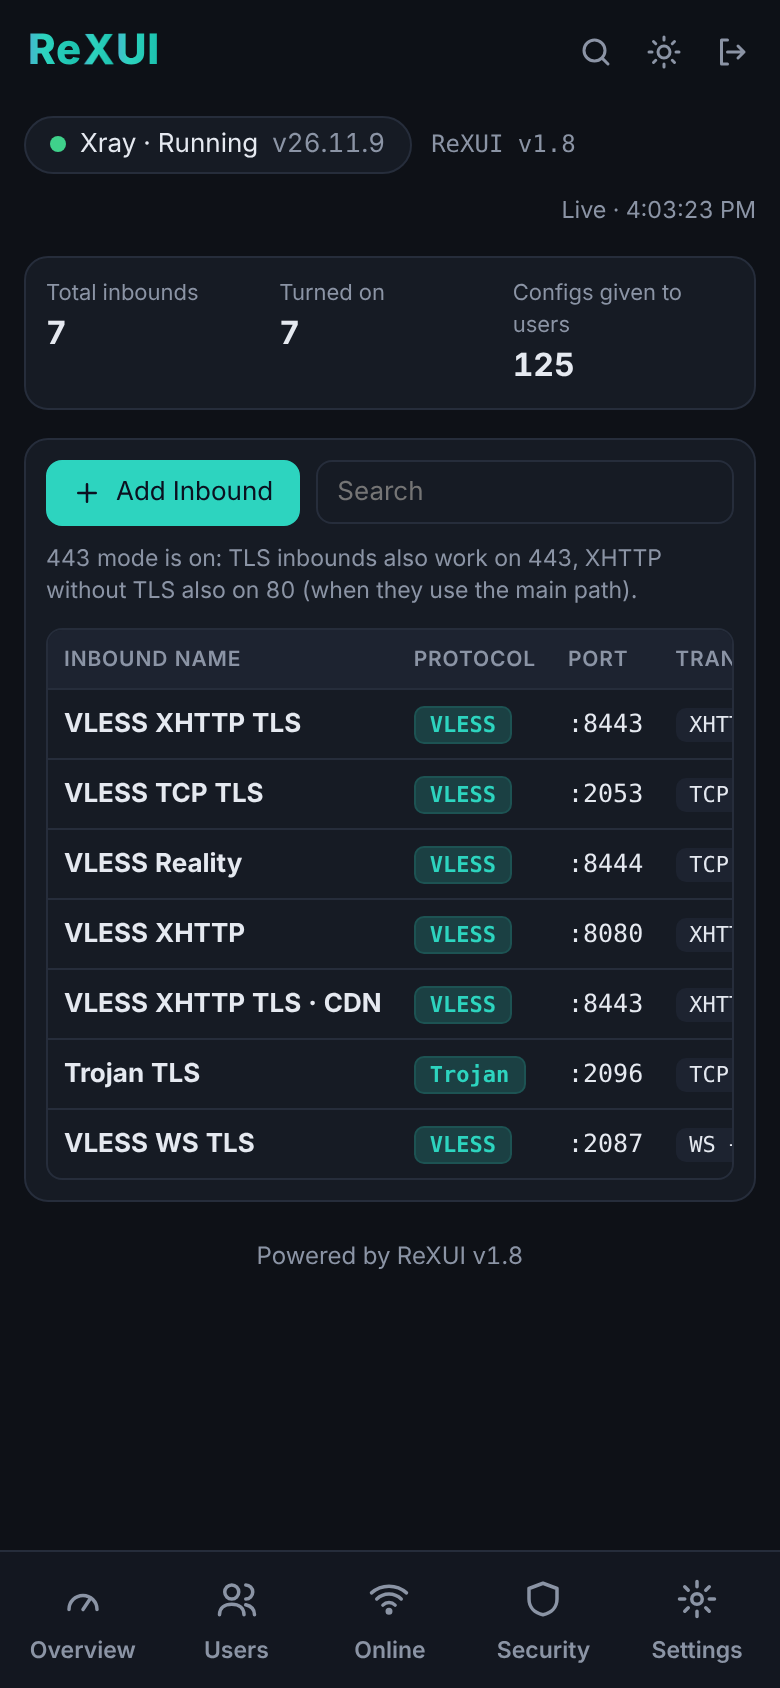 ReXUI
Xray · Running v26.11.9 ReXUI v1.8
Live · 4:03:23 PM
Total inbounds
7
Turned on
7
Configs given to
users
125
Add Inbound
Search
443 mode is on: TLS inbounds also work on 443, XHTTP
without TLS also on 80 (when they use the main path).
INBOUND NAME PROTOCOL PORT TRAN
VLESS XHTTP TLS VLESS :8443 XHT
VLESS TCP TLS VLESS :2053 TCP
VLESS Reality VLESS :8444 TCP
VLESS XHTTP VLESS :8080 XHT
VLESS XHTTP TLS · CDN VLESS :8443 XHT
Trojan TLS Trojan :2096 TCP
VLESS WS TLS VLESS :2087 WS
Powered by ReXUI v1.8
Overview Users Online Security Settings